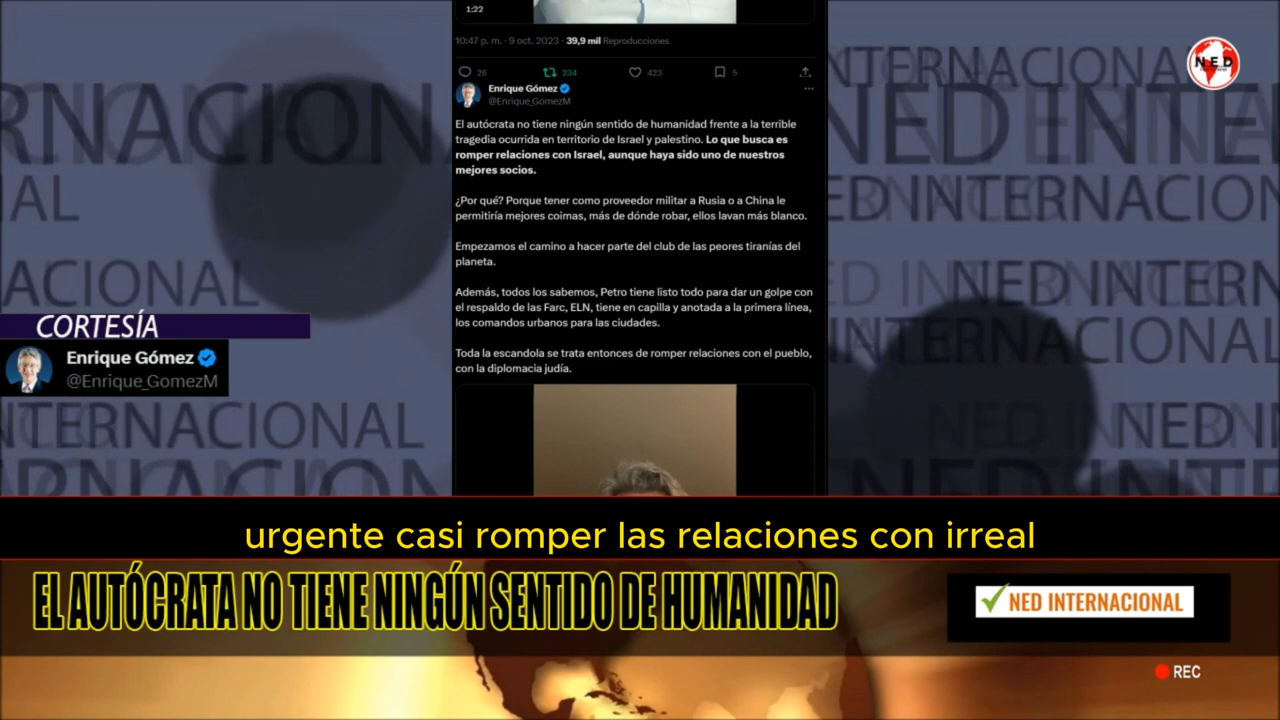 1:22
10:47 p. m. · 9 oct. 2023 · 39,9 mil Reproducciones
26 234 423 5
Enrique Gómez
@Enrique_GomezM
El autócrata no tiene ningún sentido de humanidad frente a la terrible
tragedia ocurrida en territorio de Israel y palestino. Lo que busca es
romper relaciones con Israel, aunque haya sido uno de nuestros
mejores socios.
¿Por qué? Porque tener como proveedor militar a Rusia o a China le
permitiría mejores coimas, más de dónde robar, ellos lavan más blanco.
Empezamos el camino a hacer parte del club de las peores tiranías del
planeta.
Además, todos los sabemos, Petro tiene listo todo para dar un golpe con
el respaldo de las Farc, ELN, tiene en capilla y anotada a la primera línea,
los comandos urbanos para las ciudades.
Toda la escandola se trata entonces de romper relaciones con el pueblo,
con la diplomacia judía.
NED
CORTESÍA
Enrique Gómez
@Enrique_GomezM
urgente casi romper las relaciones con irreal
EL AUTÓCRATA NO TIENE NINGÚN SENTIDO DE HUMANIDAD
NED INTERNACIONAL
REC